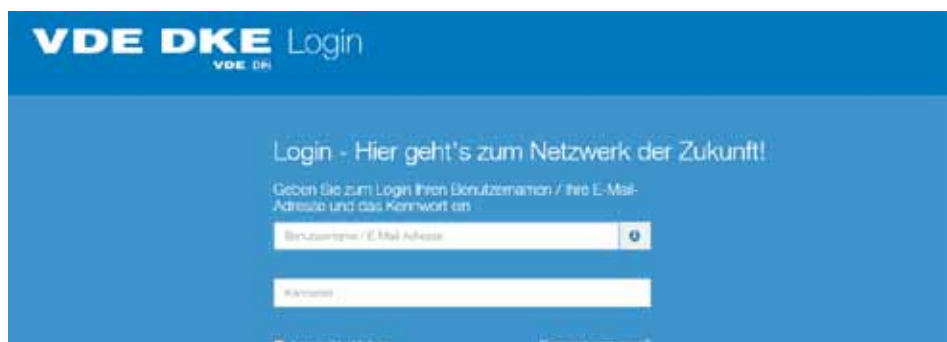 VDE DKE Login
VDE DFI
Login - Hier geht's zum Netzwerk der Zukunft!
Geben Sie zum Login Ihren Benutzernamen / Ihre E-Mail-
Adresse und das Kennwort ein
Benutzername / E-Mail Adresse
Kennwort